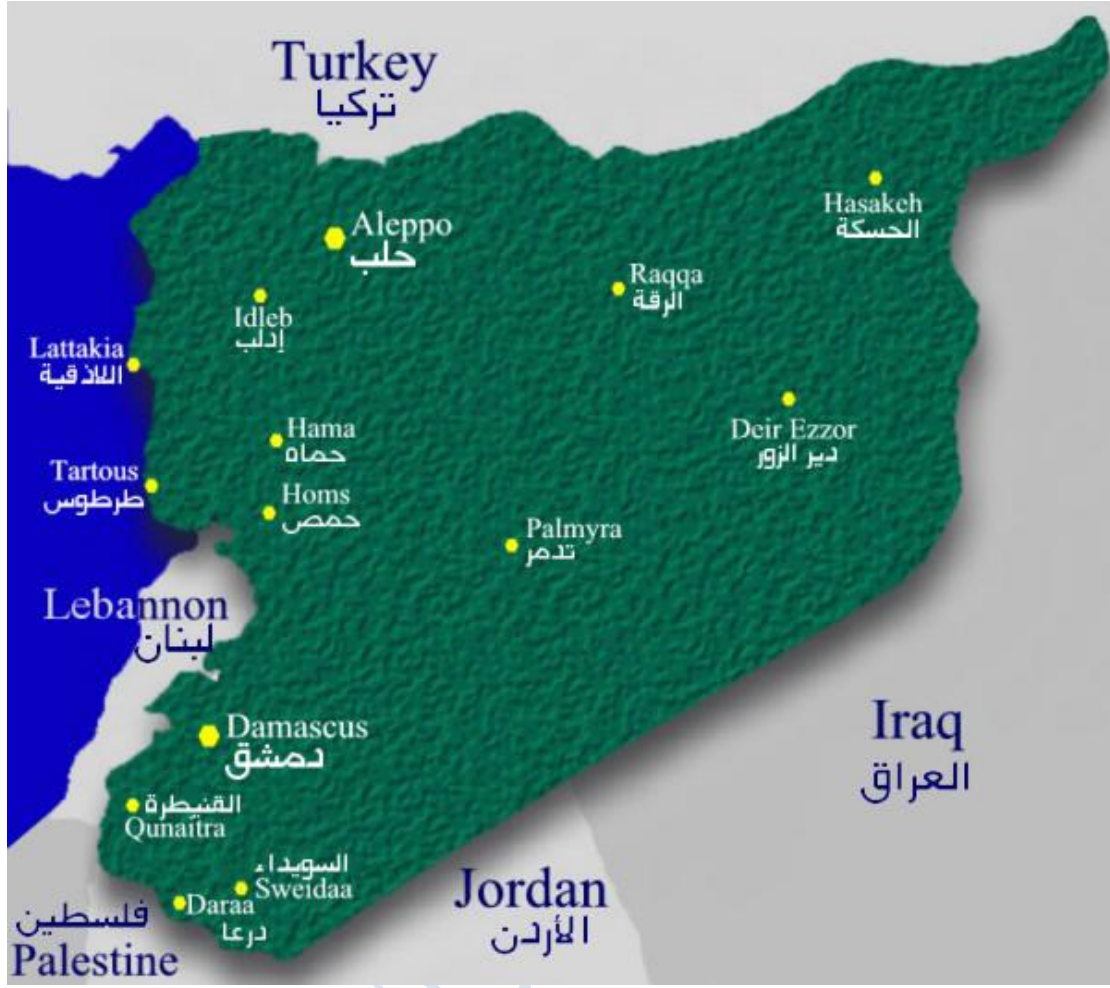 Turkey
تركيا
Aleppo
حلب
Hasakeh
الحسكة
Raqqa
الرقة
Idleb
إدلب
Lattakia
اللاذقية
Deir Ezzor
دير الزور
Hama
حماه
Tartous
طرطوس
Homs
حمص
Palmyra
تدمر
Lebannon
لبنان
Damascus
دمشق
Iraq
العراق
القنيطرة
Qunaitra
السويداء
Sweidaa
Daraa
درعا
Jordan
الأردن
فلسطين
Palestine